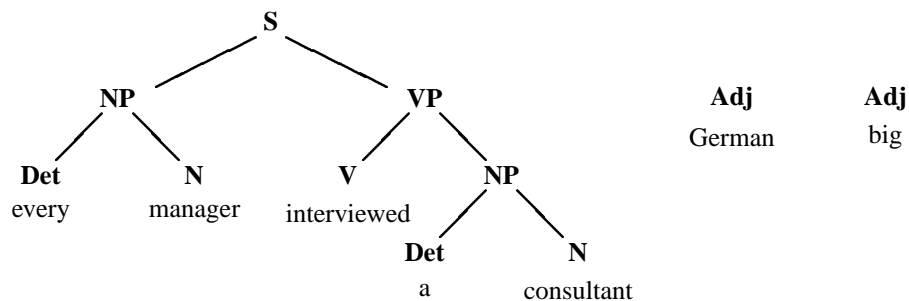 S
NP VP Adj Adj
German big
Det N V NP
every manager interviewed
Det N
a consultant